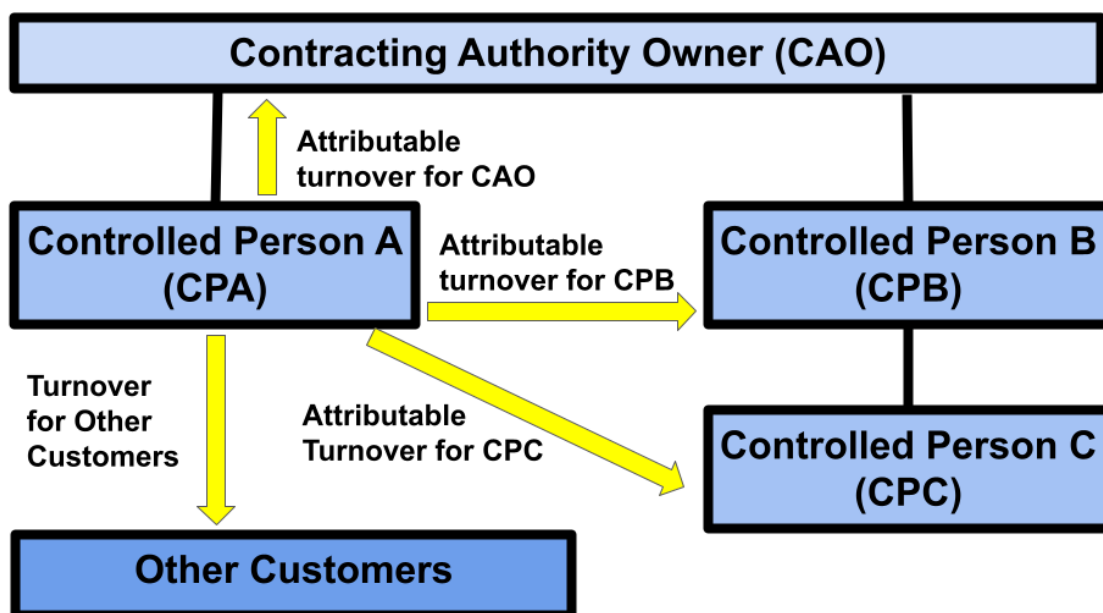 Contracting Authority Owner (CAO)
Attributable
turnover for CAO
Controlled Person A
(CPA)
Attributable
turnover for CPB
Controlled Person B
(CPB)
Turnover
for Other
Customers
Attributable
Turnover for CPC
Controlled Person C
(CPC)
Other Customers